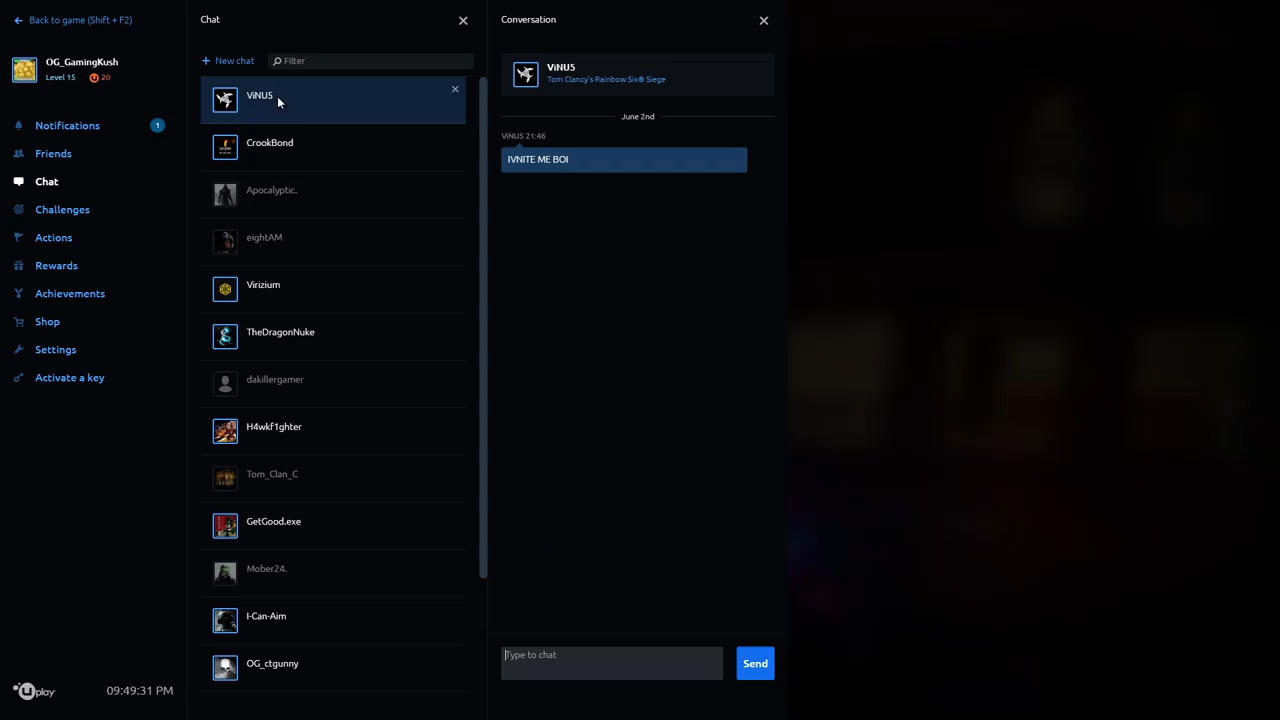 Back to game (Shift + F2)
OG_GamingKush
Level 15
20
Notifications
1
Friends
Chat
Challenges
Actions
Rewards
Achievements
Shop
Settings
Activate a key
uplay
09:49:31 PM
Chat
New chat
Filter
ViNU5
CrookBond
Apocalyptic.
eightAM
Virizium
TheDragonNuke
dakillergamer
H4wkf1ghter
Tom_Clan_C
GetGood.exe
Mober24.
I-Can-Aim
OG_ctgunny
Conversation
ViNU5
Tom Clancy's Rainbow Six® Siege
June 2nd
ViNU5 21:46
IVNITE ME BOI
Type to chat
Send